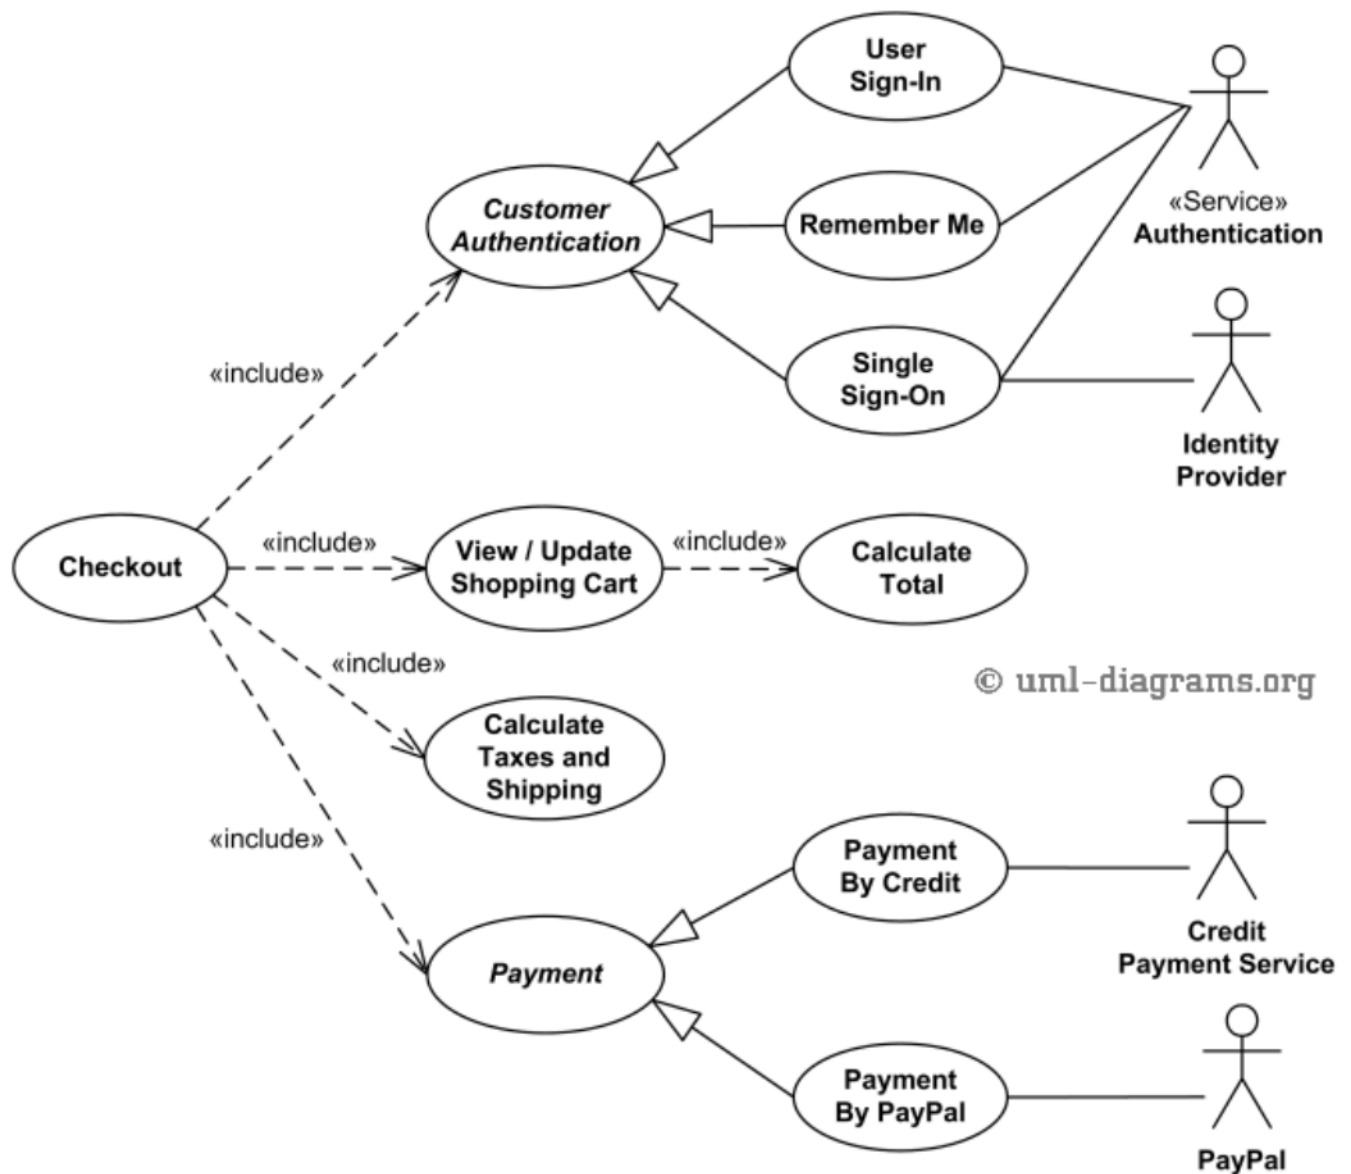 User
Sign-In
«Service»
Authentication
Customer
Authentication
Remember Me
Single
Sign-On
Identity
Provider
«include»
Checkout
«include»
View / Update
Shopping Cart
«include»
Calculate
Total
«include»
© uml-diagrams.org
Calculate
Taxes and
Shipping
«include»
Payment
By Credit
Credit
Payment Service
Payment
Payment
By PayPal
PayPal